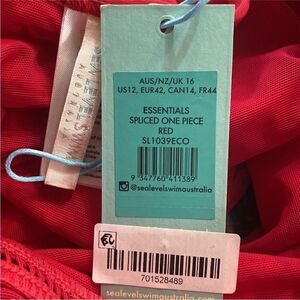 AUS/NZ/UK 16
US12, EUR42, CAN14, FR44
ESSENTIALS
SPLICED ONE PIECE
RED
SL1039ECO
9 347760 411389
@sealevelswimaustralia
701528489
sealevelswimaustralia.com